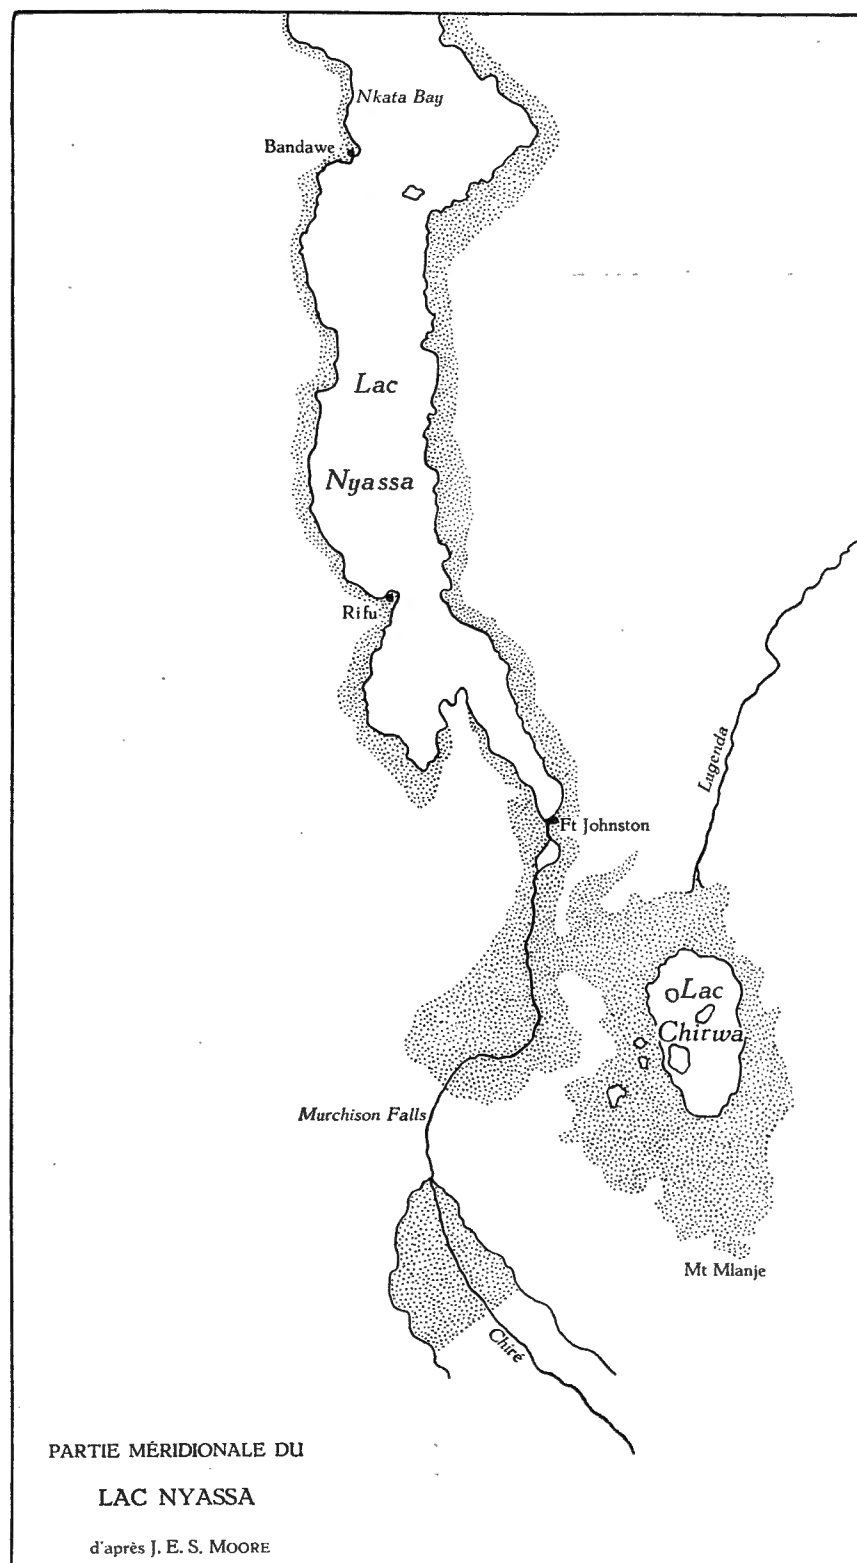 Nkata Bay
Bandawe
Lac
Nyassa
Rifu
Lugenda
Ft Johnston
Lac
Chirwa
Murchison Falls
Mt Mlanje
Chiré
PARTIE MÉRIDIONALE DU
LAC NYASSA
d'après J. E. S. MOORE